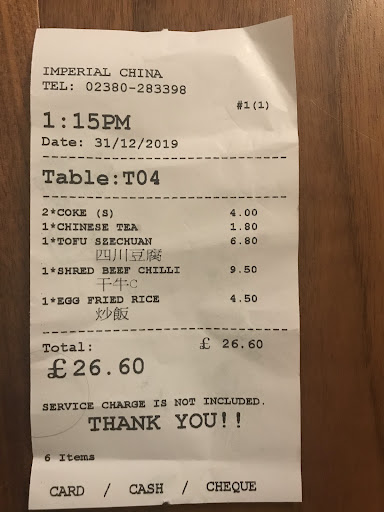 IMPERIAL CHINA
TEL: 02380-283398
#1(1)
1:15PM
Date: 31/12/2019
Table:T04
2*COKE (S) 4.00
1*CHINESE TEA 1.80
1*TOFU SZECHUAN 6.80
四川豆腐
1*SHRED BEEF CHILLI 9.50
干牛C
1*EGG FRIED RICE 4.50
炒飯
Total: £ 26.60
£26.60
SERVICE CHARGE IS NOT INCLUDED.
THANK YOU!!
6 Items
CARD / CASH / CHEQUE